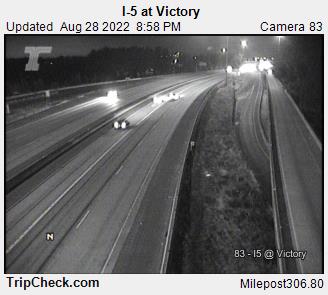 I-5 at Victory
Updated  Aug 28 2022  8:58 PM
Camera 83
T
N
83 - I5 @ Victory
TripCheck.com
Milepost306.80